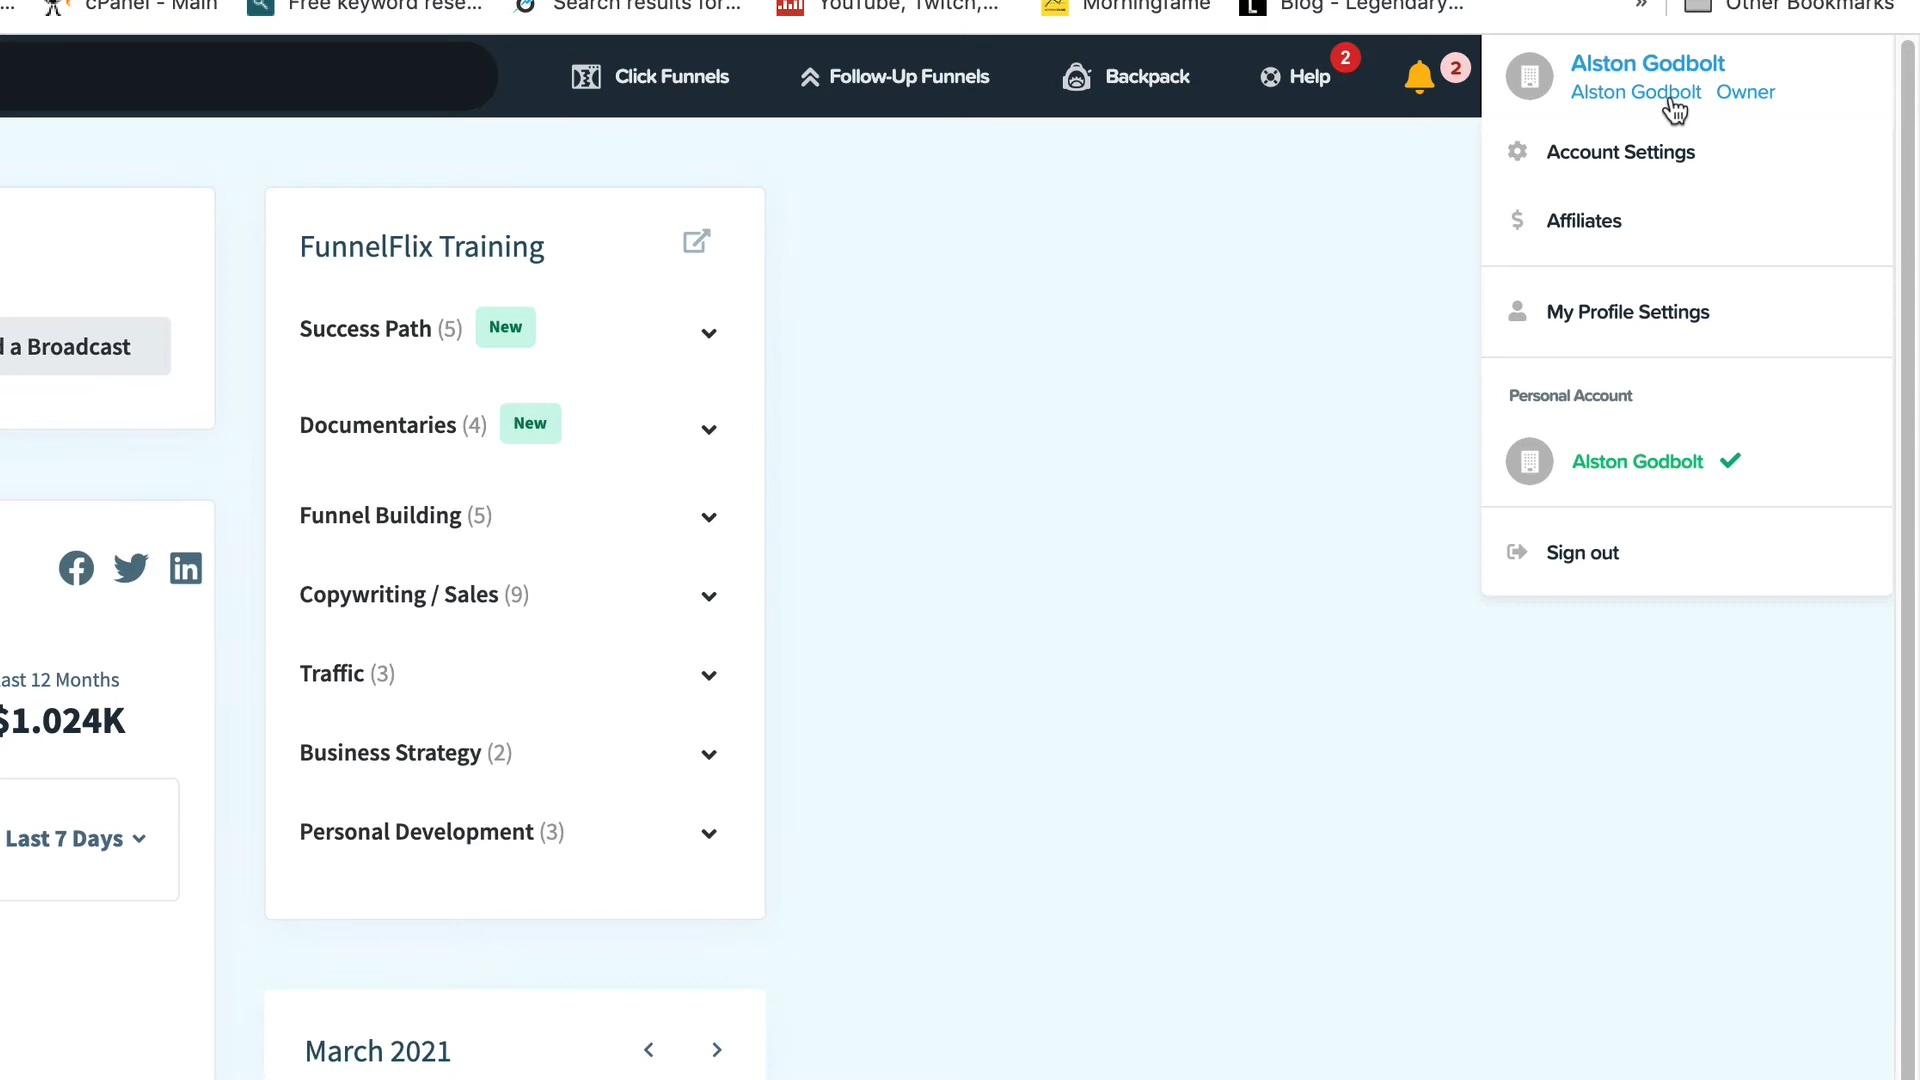 cPanel - Main
Free keyword rese...
Search results for...
YouTube, Twitch,...
Morningfame
Blog - Legendary...
»
Other Bookmarks
Click Funnels
Follow-Up Funnels
Backpack
Help
2
2
Alston Godbolt
Alston Godbolt Owner
Account Settings
Affiliates
My Profile Settings
Personal Account
Alston Godbolt
Sign out
a Broadcast
Last 12 Months
$1.024K
Last 7 Days
FunnelFlix Training
Success Path (5) New
Documentaries (4) New
Funnel Building (5)
Copywriting / Sales (9)
Traffic (3)
Business Strategy (2)
Personal Development (3)
March 2021